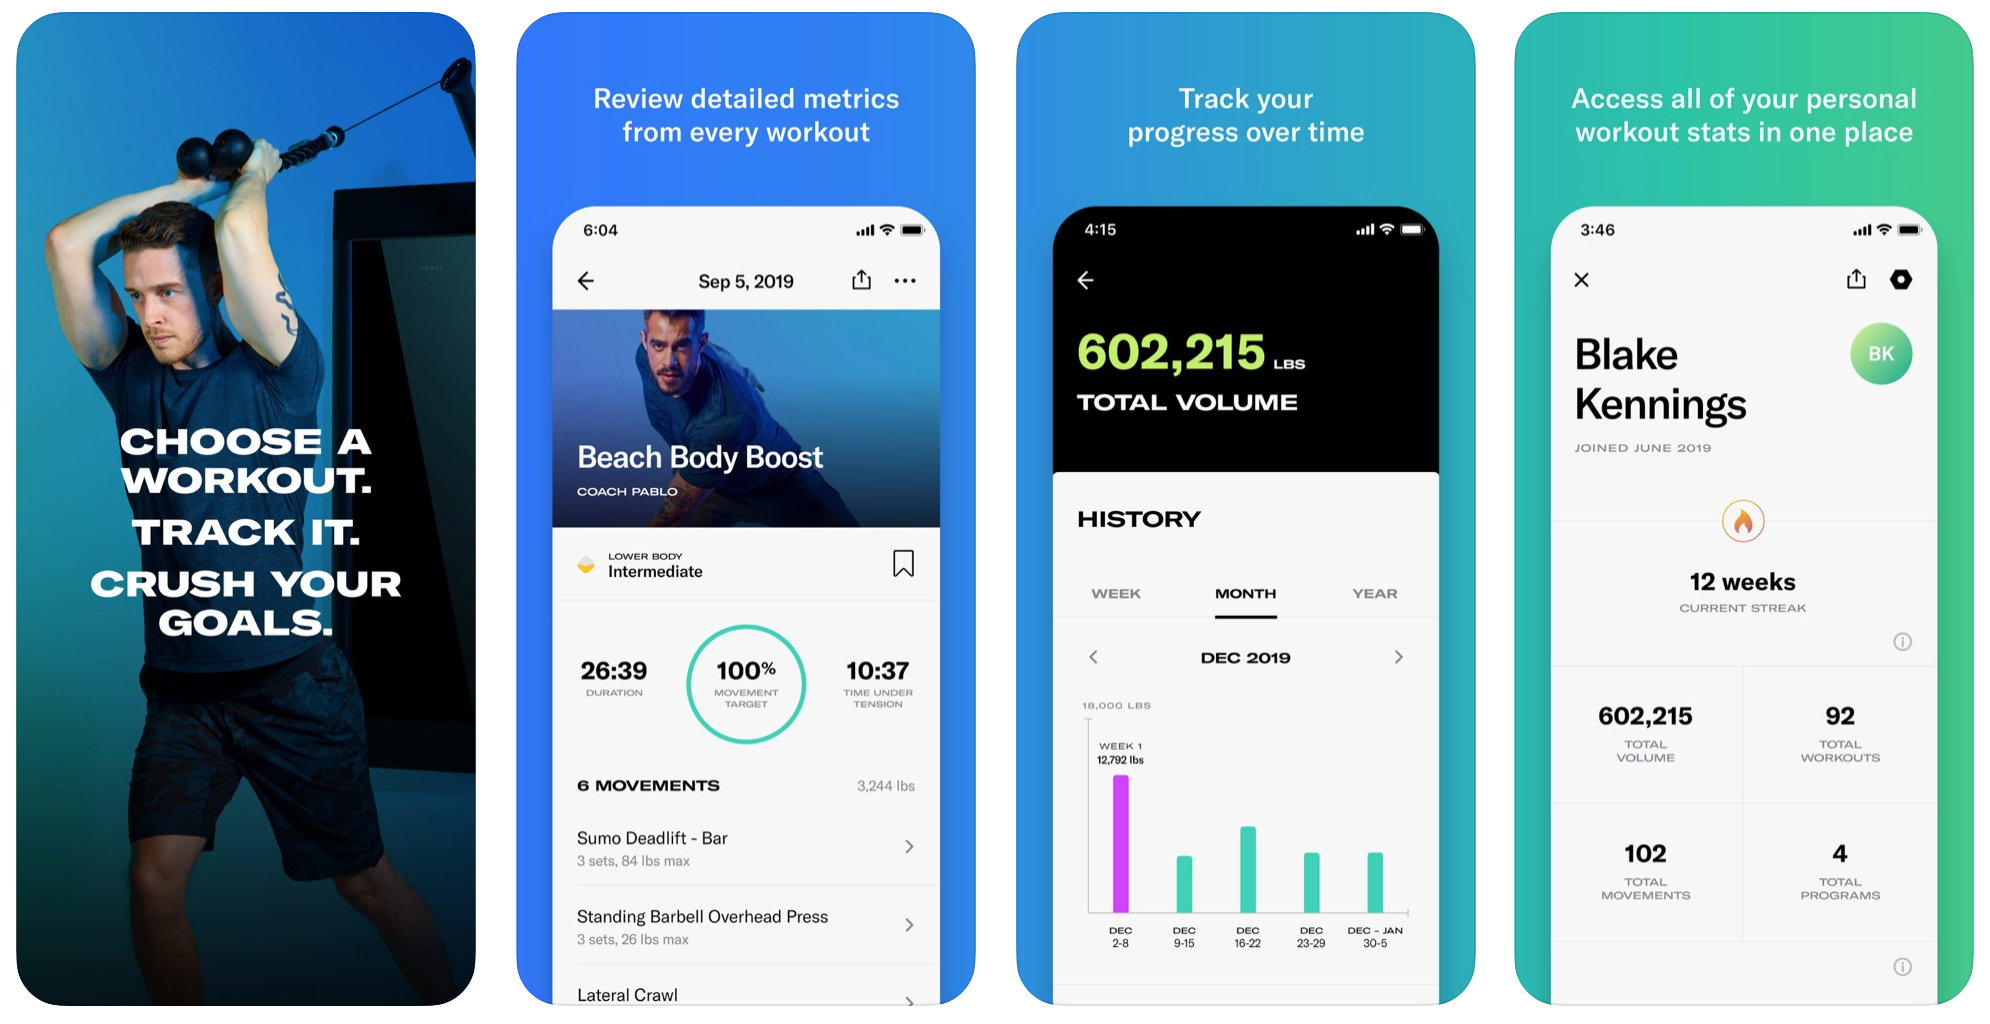 CHOOSE A
WORKOUT.
TRACK IT.
CRUSH YOUR
GOALS.
Review detailed metrics
from every workout
6:04
Sep 5, 2019
Beach Body Boost
COACH PABLO
LOWER BODY
Intermediate
26:39
DURATION
100%
MOVEMENT
TARGET
10:37
TIME UNDER
TENSION
6 MOVEMENTS
3,244 lbs
Sumo Deadlift - Bar
3 sets, 84 lbs max
Standing Barbell Overhead Press
3 sets, 26 lbs max
Lateral Crawl
Track your
progress over time
4:15
602,215 LBS
TOTAL VOLUME
HISTORY
WEEK MONTH YEAR
DEC 2019
18,000 LBS
WEEK 1
12,792 lbs
DEC
2-8
DEC
9-15
DEC
16-22
DEC
23-29
DEC - JAN
30-5
Access all of your personal
workout stats in one place
3:46
Blake
Kennings
BK
JOINED JUNE 2019
12 weeks
CURRENT STREAK
602,215
TOTAL
VOLUME
92
TOTAL
WORKOUTS
102
TOTAL
MOVEMENTS
4
TOTAL
PROGRAMS